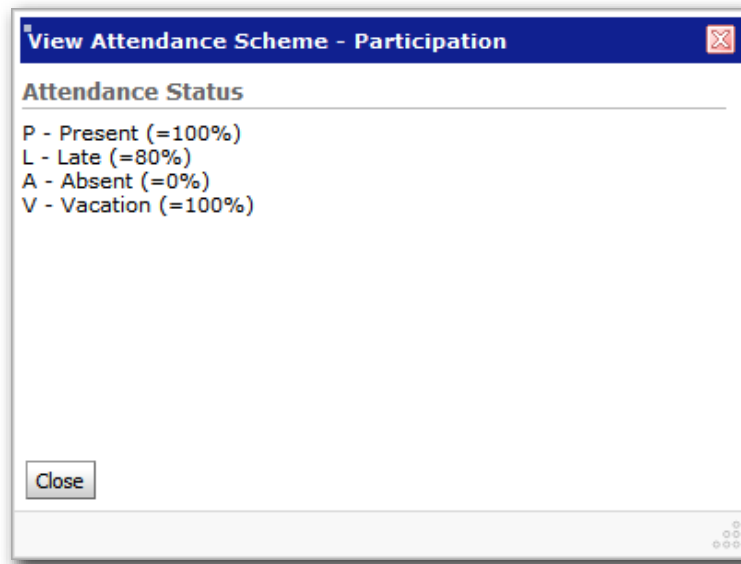 View Attendance Scheme - Participation
Attendance Status
P - Present (=100%)
L - Late (=80%)
A - Absent (=0%)
V - Vacation (=100%)
Close